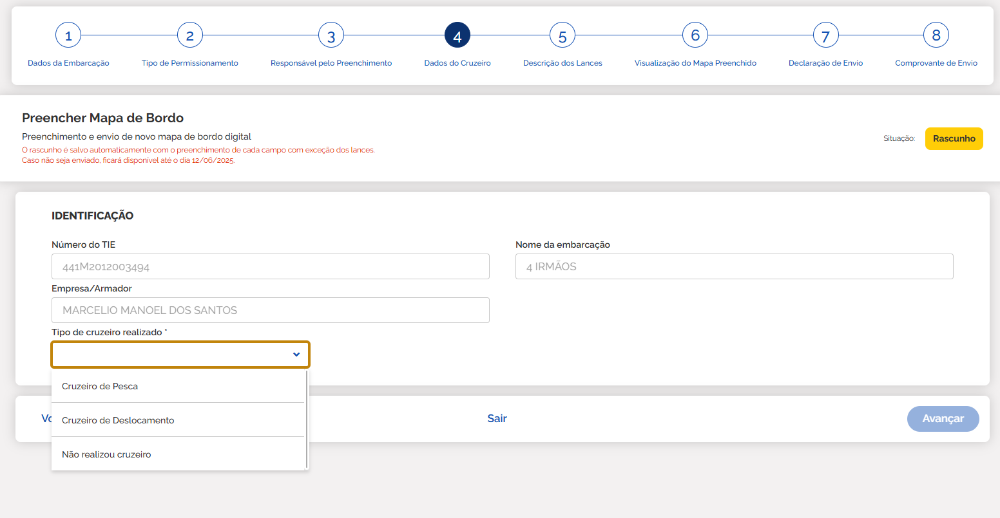 1
2
3
4
5
6
7
8
Dados da Embarcação
Tipo de Permissionamento
Responsável pelo Preenchimento
Dados do Cruzeiro
Descrição dos Lances
Visualização do Mapa Preenchido
Declaração de Envio
Comprovante de Envio
Preencher Mapa de Bordo
Preenchimento e envio de novo mapa de bordo digital
O rascunho é salvo automaticamente com o preenchimento de cada campo com exceção dos lances.
Caso não seja enviado, ficará disponível até o dia 12/06/2025.
Situação:
Rascunho
IDENTIFICAÇÃO
Número do TIE
441M2012003494
Nome da embarcação
4 IRMÃOS
Empresa/Armador
MARCELIO MANOEL DOS SANTOS
Tipo de cruzeiro realizado *
Cruzeiro de Pesca
Cruzeiro de Deslocamento
Não realizou cruzeiro
Sair
Avançar